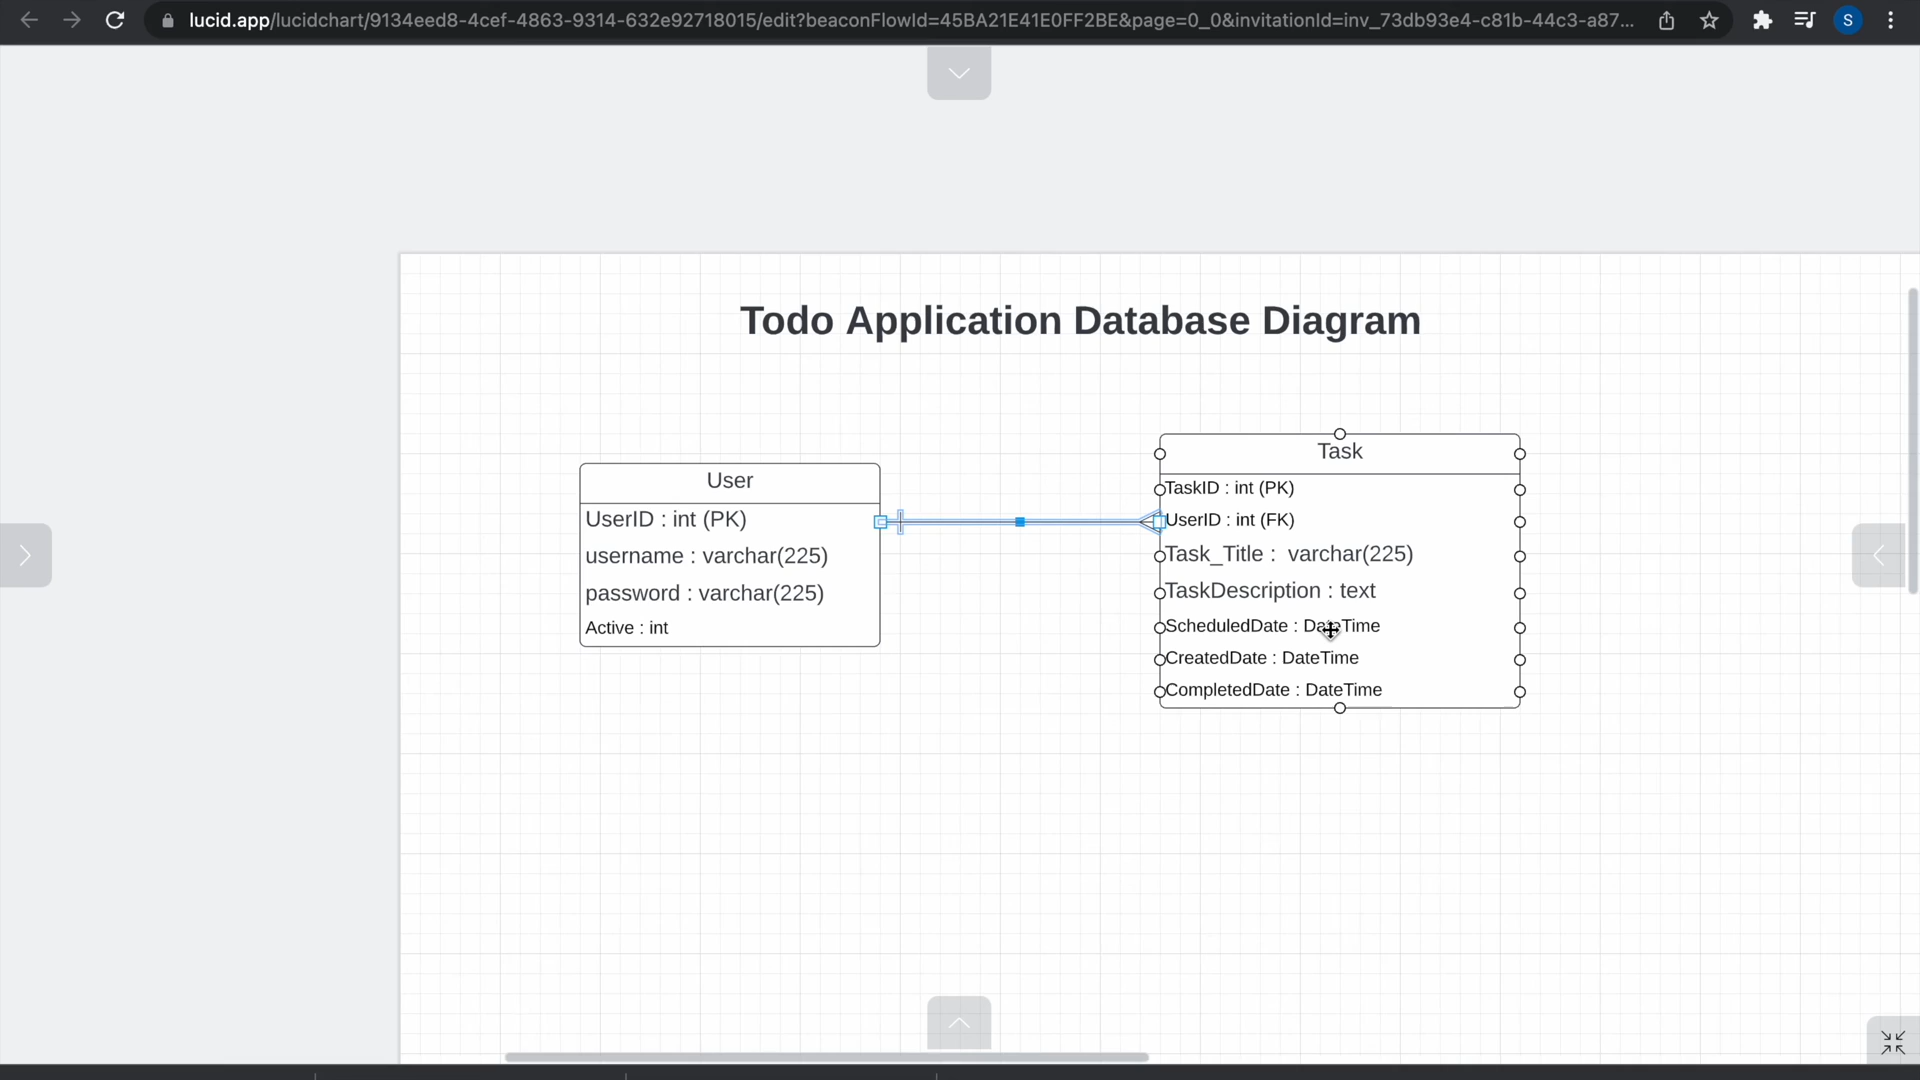 lucid.app/lucidchart/9134eed8-4cef-4863-9314-632e92718015/edit?beaconFlowId=45BA21E41E0FF2BE&page=0_0&invitationId=inv_73db93e4-c81b-44c3-a87...
S
Todo Application Database Diagram
User
UserID : int (PK)
username : varchar(225)
password : varchar(225)
Active : int
Task
TaskID : int (PK)
UserID : int (FK)
Task_Title : varchar(225)
TaskDescription : text
ScheduledDate : DateTime
CreatedDate : DateTime
CompletedDate : DateTime